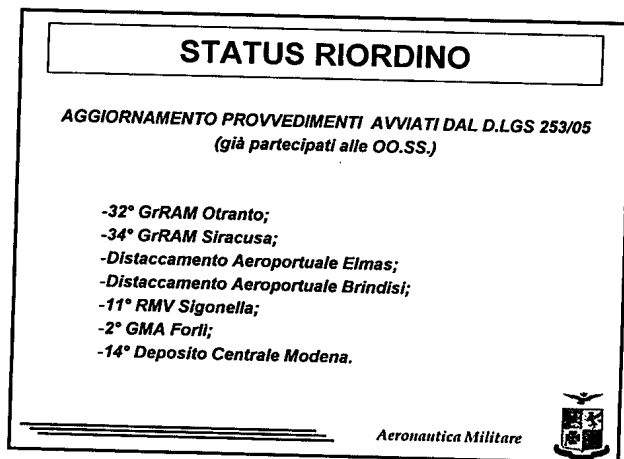 STATUS RIORDINO
AGGIORNAMENTO PROVVEDIMENTI AVVIATI DAL D.LGS 253/05
(già partecipati alle OO.SS.)
-32° GrRAM Otranto;
-34° GrRAM Siracusa;
-Distaccamento Aeroportuale Elmas;
-Distaccamento Aeroportuale Brindisi;
-11° RMV Sigonella;
-2° GMA Forlì;
-14° Deposito Centrale Modena.
Aeronautica Militare